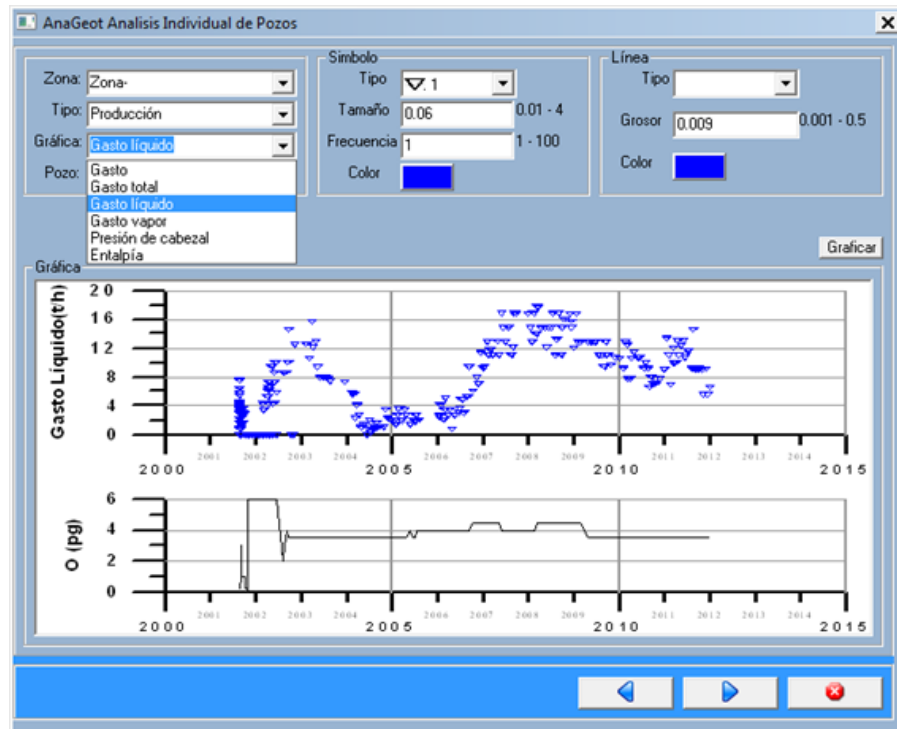 AnaGeot Analisis Individual de Pozos
Zona: Zona-
Tipo: Producción
Gráfica: Gasto líquido
Pozo:
Gasto
Gasto total
Gasto líquido
Gasto vapor
Presión de cabezal
Entalpía
Simbolo
Tipo ▽. 1
Tamaño 0.06 0.01 - 4
Frecuencia 1 1 - 100
Color
Línea
Tipo
Grosor 0.009 0.001 - 0.5
Color
Graficar
Gráfica
Gasto Líquido(t/h)
20
16
12
8
4
0
2001 2002 2003 2004 2006 2007 2008 2009 2011 2012 2013 2014
2000 2005 2010 2015
O (pg)
6
4
2
0
2001 2002 2003 2004 2006 2007 2008 2009 2011 2012 2013 2014
2000 2005 2010 2015